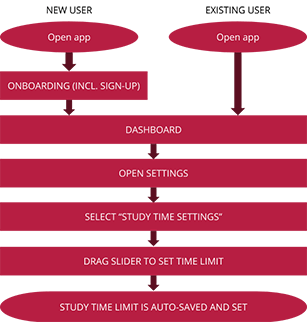 NEW USER
EXISTING USER
Open app
Open app
ONBOARDING (INCL. SIGN-UP)
DASHBOARD
OPEN SETTINGS
SELECT “STUDY TIME SETTINGS”
DRAG SLIDER TO SET TIME LIMIT
STUDY TIME LIMIT IS AUTO-SAVED AND SET